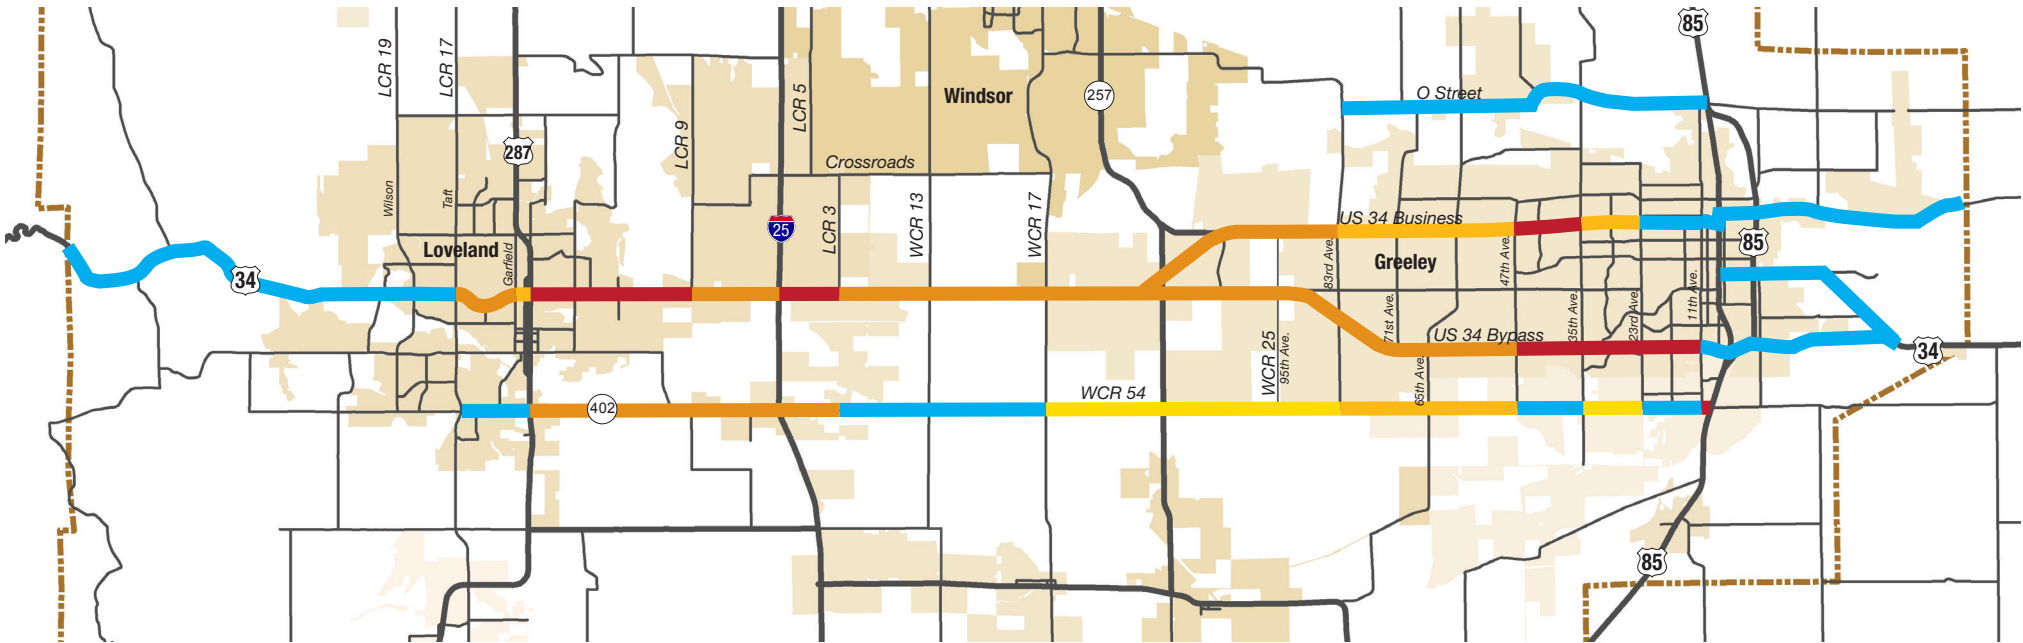 85
LCR 19
LCR 17
LCR 5
Windsor
257
O Street
287
LCR 9
Crossroads
Wilson
Taft
LCR 3
WCR 13
WCR 17
25
US 34 Business
85
Loveland
Garfield
83rd Ave.
Greeley
47th Ave.
34
71st Ave.
35th Ave.
23rd Ave.
11th Ave.
US 34 Bypass
34
WCR 25
95th Ave.
65th Ave.
WCR 54
402
85